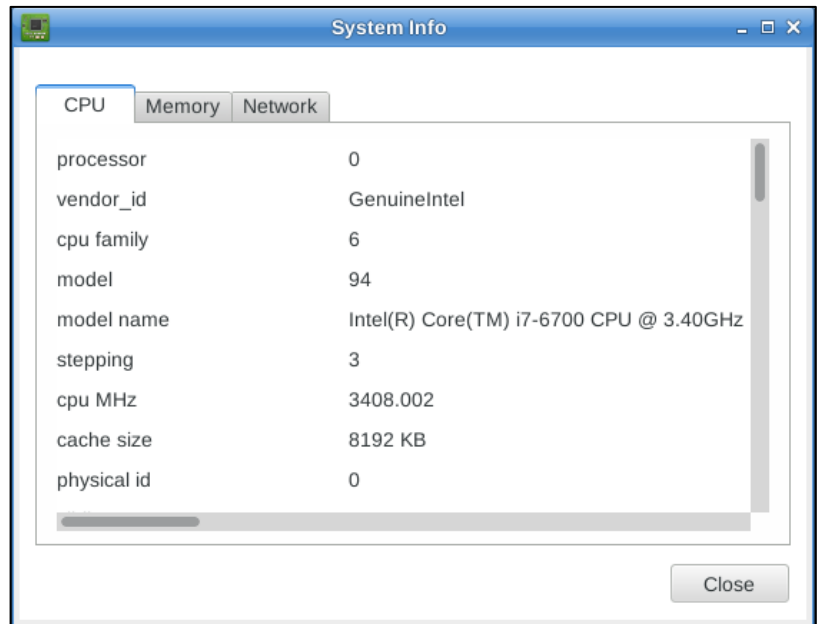 System Info
CPU Memory Network
processor 0
vendor_id GenuineIntel
cpu family 6
model 94
model name Intel(R) Core(TM) i7-6700 CPU @ 3.40GHz
stepping 3
cpu MHz 3408.002
cache size 8192 KB
physical id 0
Close